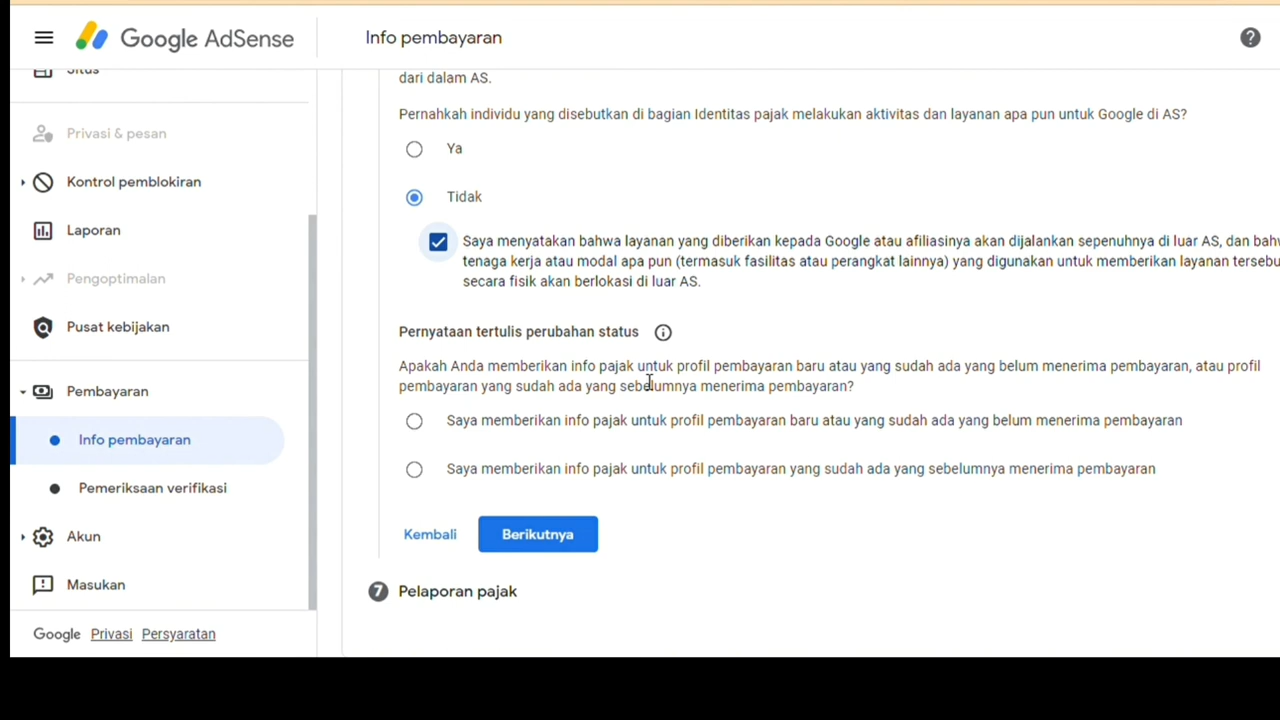 Google AdSense
Info pembayaran
Situs
Privasi & pesan
Kontrol pemblokiran
Laporan
Pengoptimalan
Pusat kebijakan
Pembayaran
Info pembayaran
Pemeriksaan verifikasi
Akun
Masukan
Google Privasi Persyaratan
dari dalam AS.
Pernahkah individu yang disebutkan di bagian Identitas pajak melakukan aktivitas dan layanan apa pun untuk Google di AS?
Ya
Tidak
Saya menyatakan bahwa layanan yang diberikan kepada Google atau afiliasinya akan dijalankan sepenuhnya di luar AS, dan bahw
tenaga kerja atau modal apa pun (termasuk fasilitas atau perangkat lainnya) yang digunakan untuk memberikan layanan tersebu
secara fisik akan berlokasi di luar AS.
Pernyataan tertulis perubahan status
Apakah Anda memberikan info pajak untuk profil pembayaran baru atau yang sudah ada yang belum menerima pembayaran, atau profil
pembayaran yang sudah ada yang sebelumnya menerima pembayaran?
Saya memberikan info pajak untuk profil pembayaran baru atau yang sudah ada yang belum menerima pembayaran
Saya memberikan info pajak untuk profil pembayaran yang sudah ada yang sebelumnya menerima pembayaran
Kembali Berikutnya
7 Pelaporan pajak